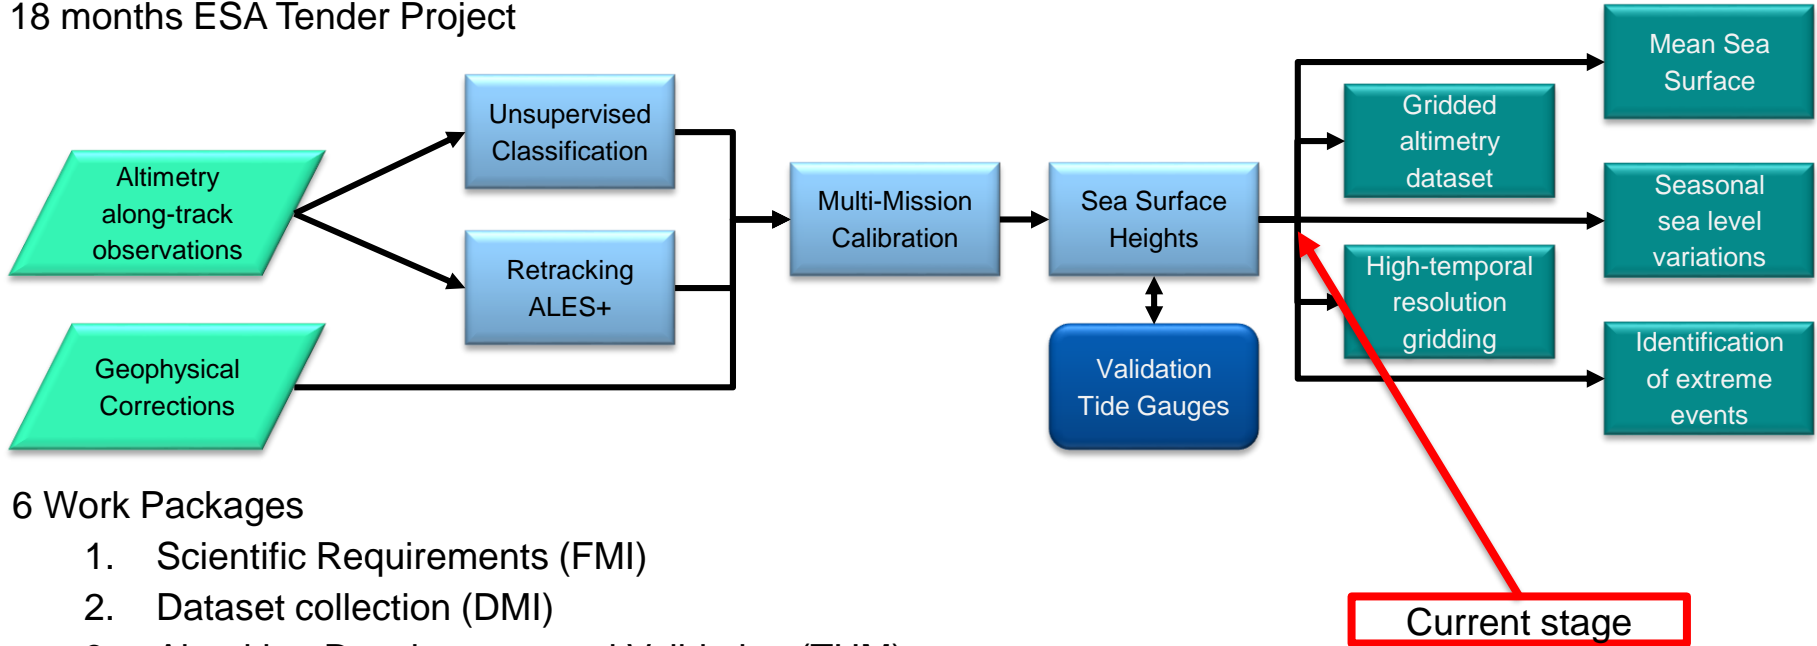 18 months ESA Tender Project
Altimetry
along-track
observations
Geophysical
Corrections
Unsupervised
Classification
Retracking
ALES+
Multi-Mission
Calibration
Sea Surface
Heights
Validation
Tide Gauges
Gridded
altimetry
dataset
High-temporal
resolution
gridding
Mean Sea
Surface
Seasonal
sea level
variations
Identification
of extreme
events
Current stage
6 Work Packages
1. Scientific Requirements (FMI)
2. Dataset collection (DMI)